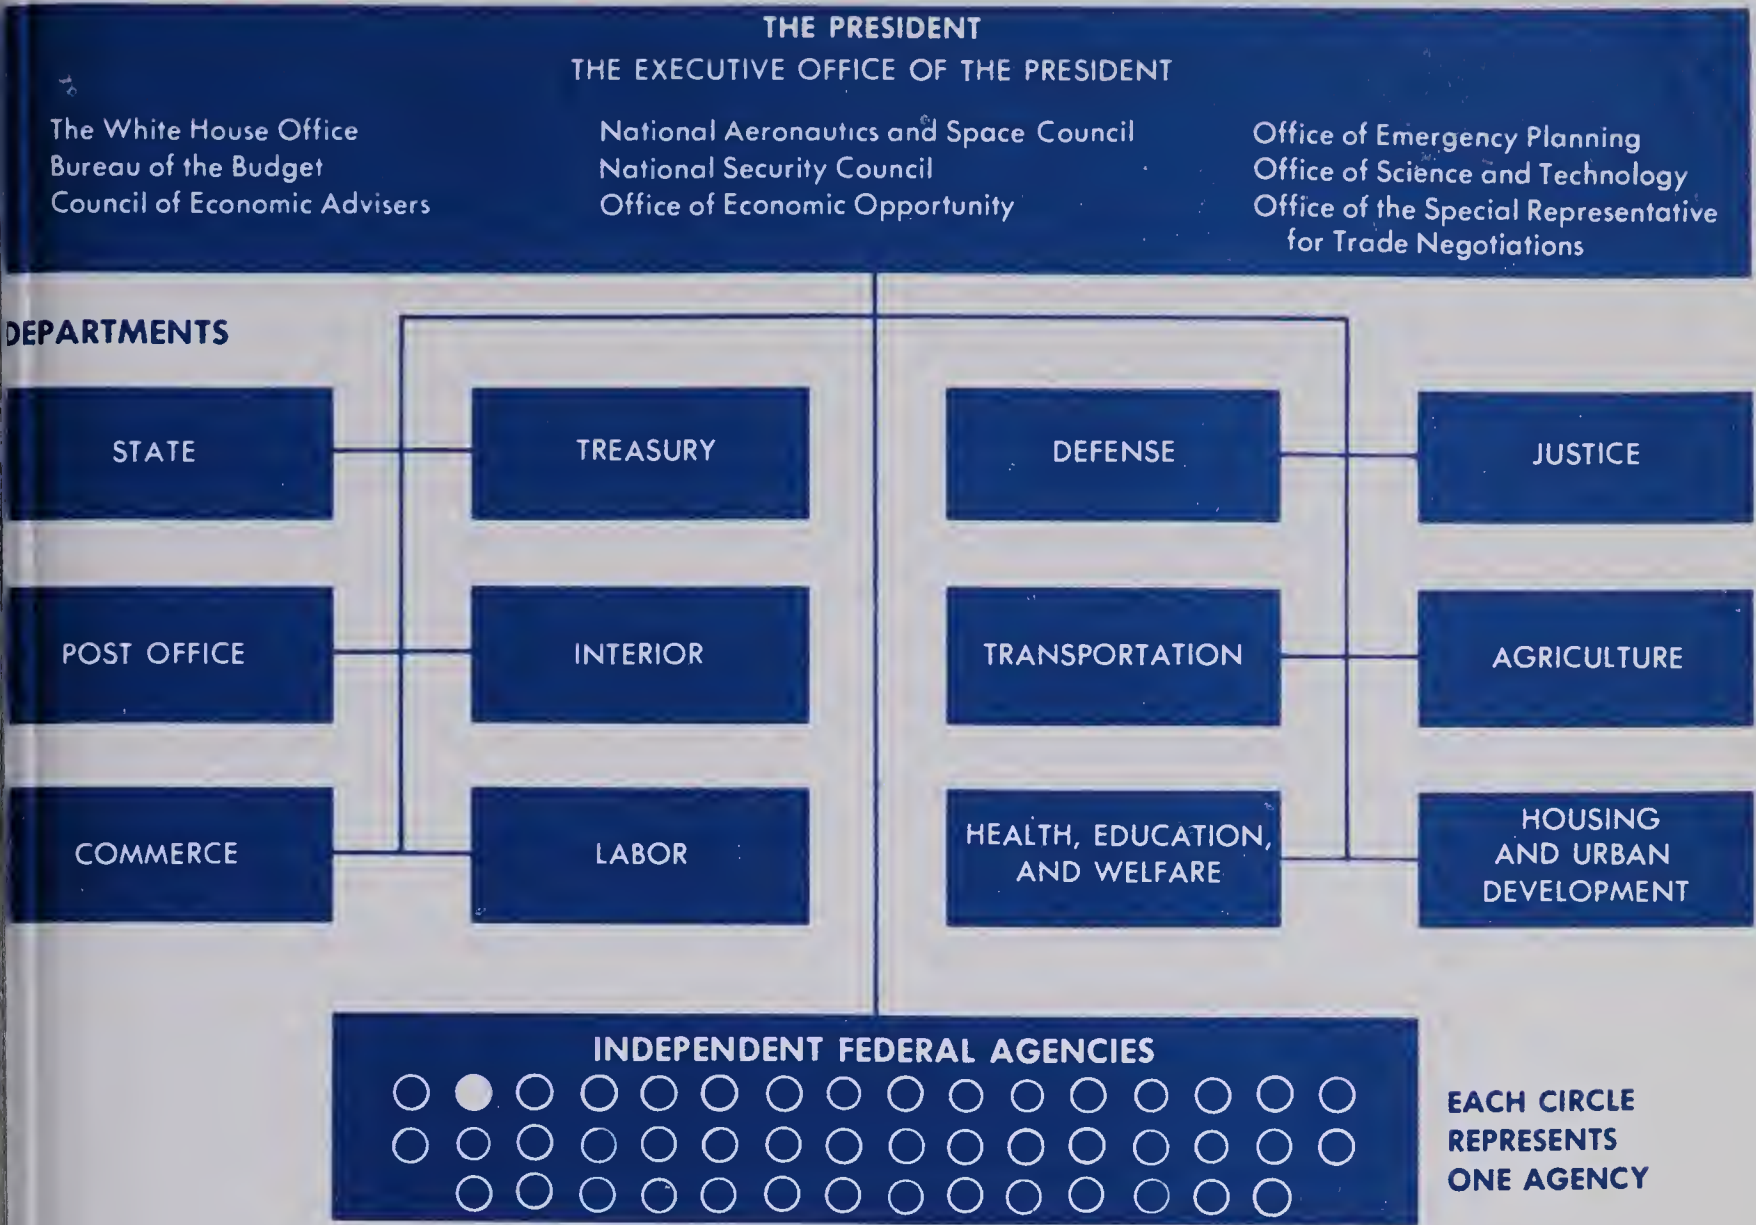 THE PRESIDENT
THE EXECUTIVE OFFICE OF THE PRESIDENT
The White House Office
Bureau of the Budget
Council of Economic Advisers
National Aeronautics and Space Council
National Security Council
Office of Economic Opportunity
Office of Emergency Planning
Office of Science and Technology
Office of the Special Representative
for Trade Negotiations
DEPARTMENTS
STATE
TREASURY
DEFENSE
JUSTICE
POST OFFICE
INTERIOR
TRANSPORTATION
AGRICULTURE
COMMERCE
LABOR
HEALTH, EDUCATION,
AND WELFARE
HOUSING
AND URBAN
DEVELOPMENT
INDEPENDENT FEDERAL AGENCIES
EACH CIRCLE
REPRESENTS
ONE AGENCY